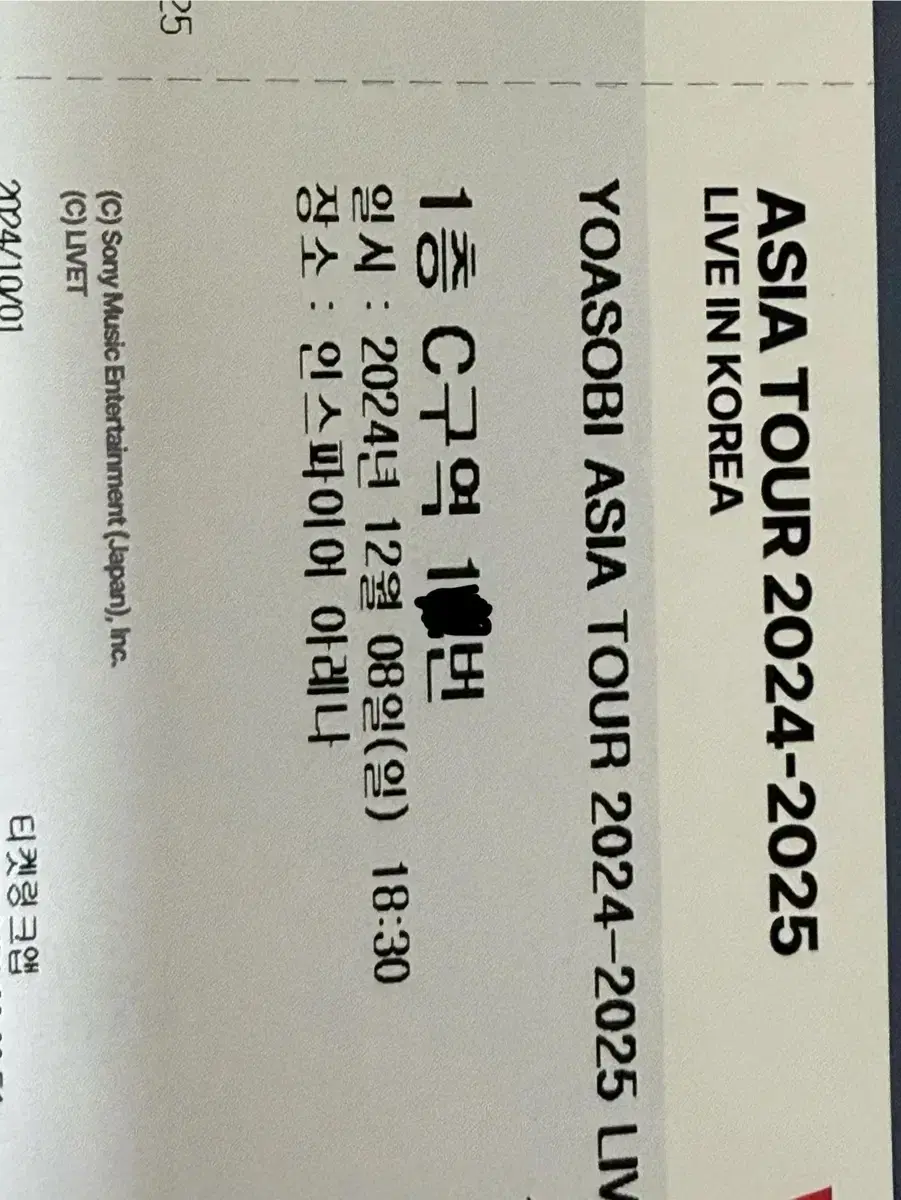 ASIA TOUR 2024-2025
LIVE IN KOREA
YOASOBI ASIA TOUR 2024-2025 LIV
1층 C구역 1 번
일시 : 2024년 12월 08일(일) 18:30
장소 : 인스파이어 아레나
(C) Sony Music Entertainment (Japan), Inc.
(C) LIVET
2024/10/01
티켓링크앱
25